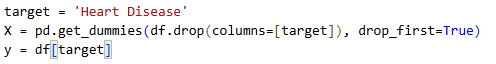 target = 'Heart Disease'
X = pd.get_dummies(df.drop(columns=[target]), drop_first=True)
y = df[target]